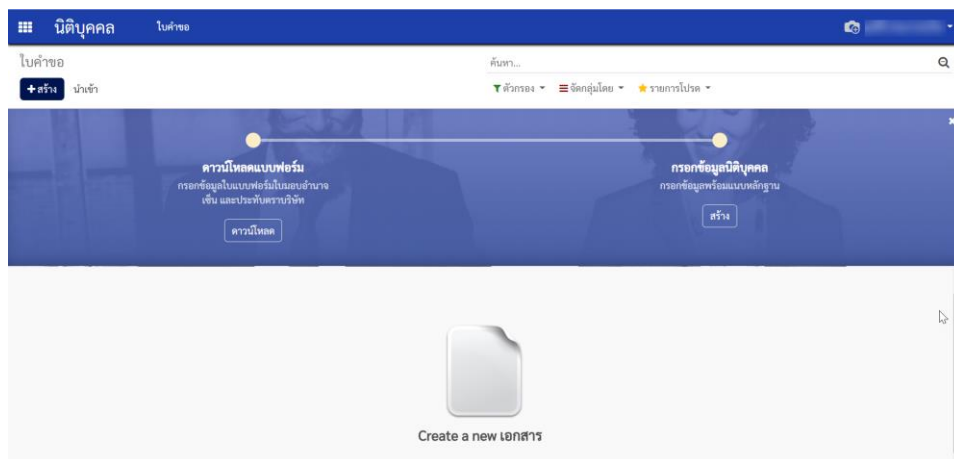 นิติบุคคล ใบคำขอ
ใบคำขอ
ค้นหา...
+สร้าง นำเข้า
ตัวกรอง จัดกลุ่มโดย รายการโปรด
ดาวน์โหลดแบบฟอร์ม
กรอกข้อมูลใบแบบฟอร์มใบมอบอำนาจ
เซ็น และประทับตราบริษัท
ดาวน์โหลด
กรอกข้อมูลนิติบุคคล
กรอกข้อมูลพร้อมแนบหลักฐาน
สร้าง
Create a new เอกสาร